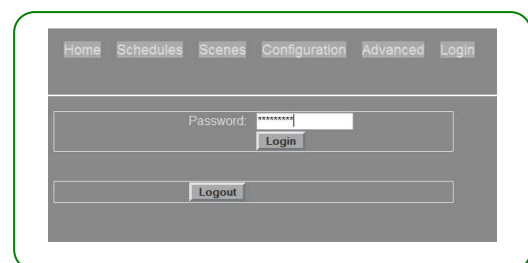 Home Schedules Scenes Configuration Advanced Login
Password: *********
Login
Logout